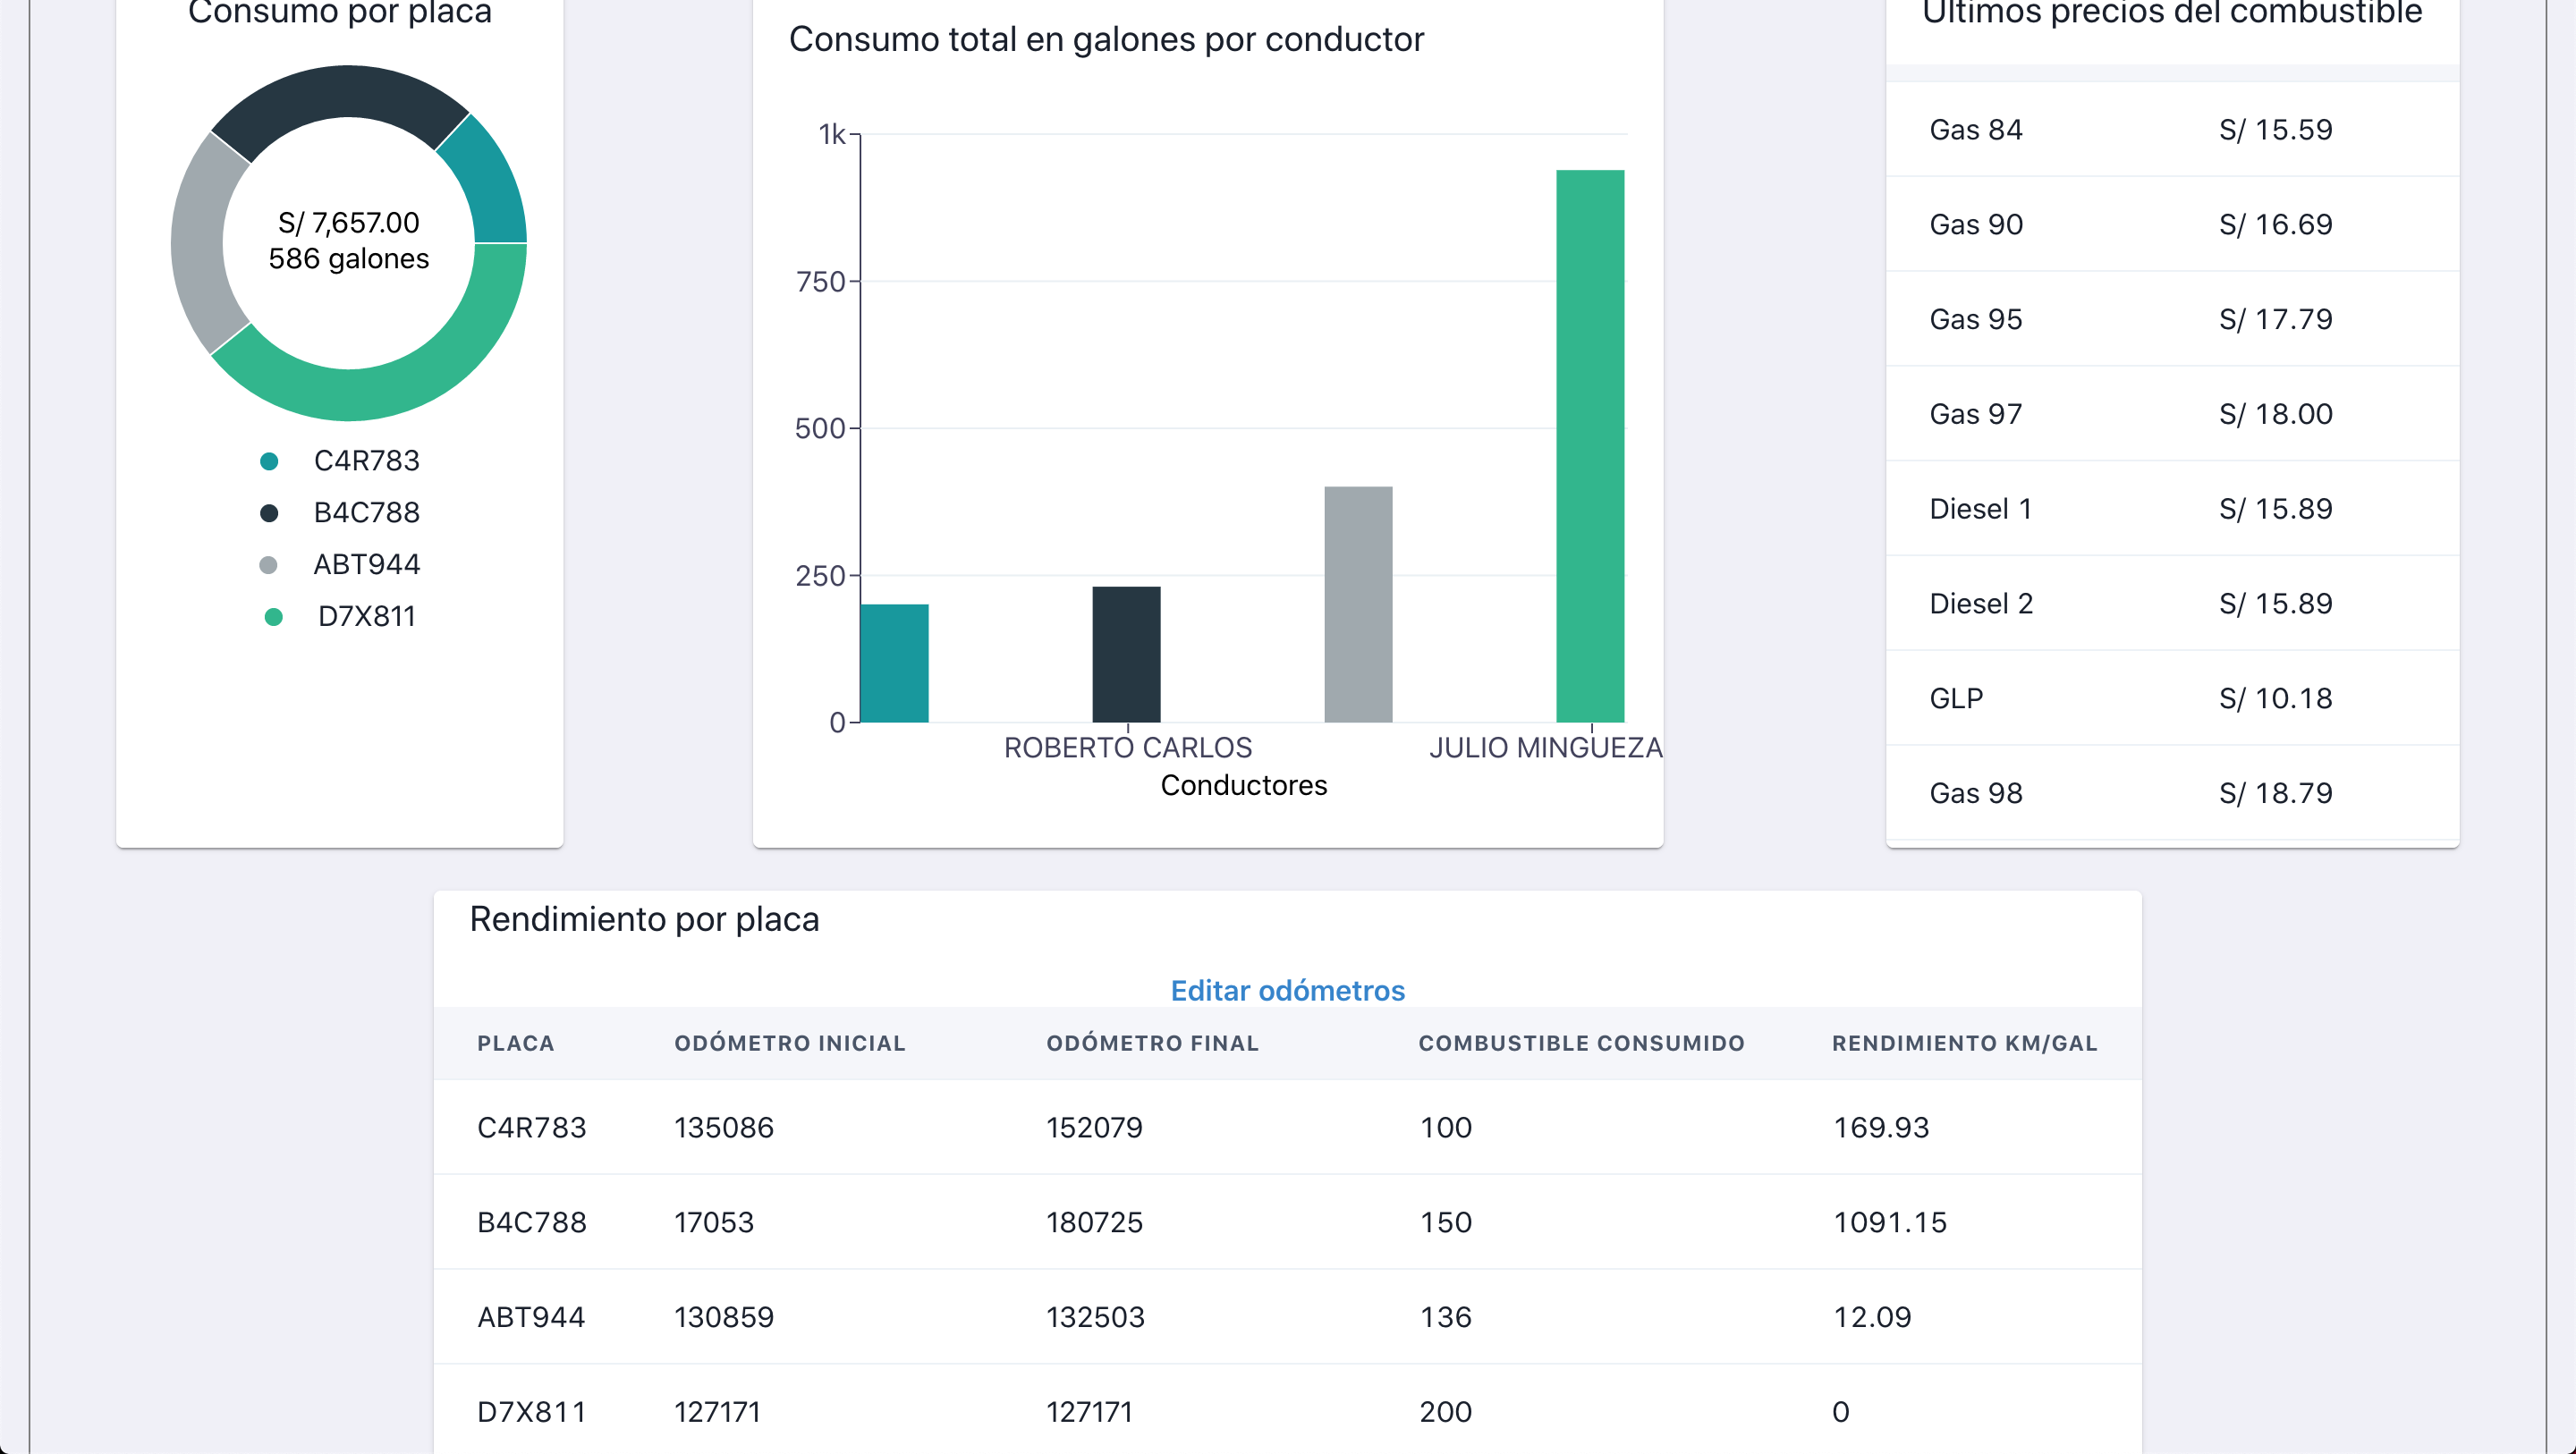 Consumo por placa
S/ 7,657.00
586 galones
C4R783
B4C788
ABT944
D7X811
Consumo total en galones por conductor
1k
750
500
250
0
ROBERTO CARLOS
JULIO MINGUEZA
Conductores
Últimos precios del combustible
Gas 84 S/ 15.59
Gas 90 S/ 16.69
Gas 95 S/ 17.79
Gas 97 S/ 18.00
Diesel 1 S/ 15.89
Diesel 2 S/ 15.89
GLP S/ 10.18
Gas 98 S/ 18.79
Rendimiento por placa
Editar odómetros
PLACA ODÓMETRO INICIAL ODÓMETRO FINAL COMBUSTIBLE CONSUMIDO RENDIMIENTO KM/GAL
C4R783 135086 152079 100 169.93
B4C788 17053 180725 150 1091.15
ABT944 130859 132503 136 12.09
D7X811 127171 127171 200 0